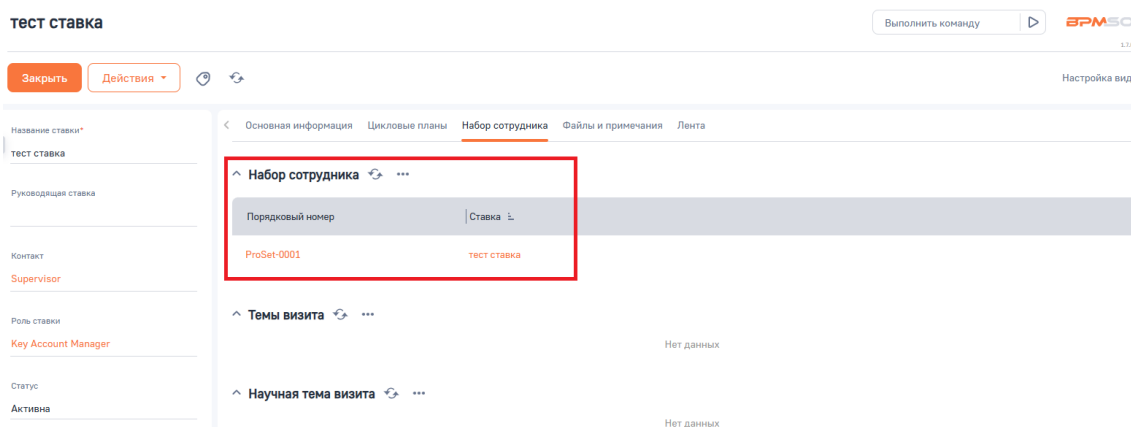 тест ставка
Выполнить команду
Закрыть
Действия
Настройка вид
Название ставки*
тест ставка
Руководящая ставка
Контакт
Supervisor
Роль ставки
Key Account Manager
Статус
Активна
Основная информация Цикловые планы Набор сотрудника Файлы и примечания Лента
Набор сотрудника
Порядковый номер Ставка
ProSet-0001 тест ставка
Темы визита
Нет данных
Научная тема визита
Нет данных